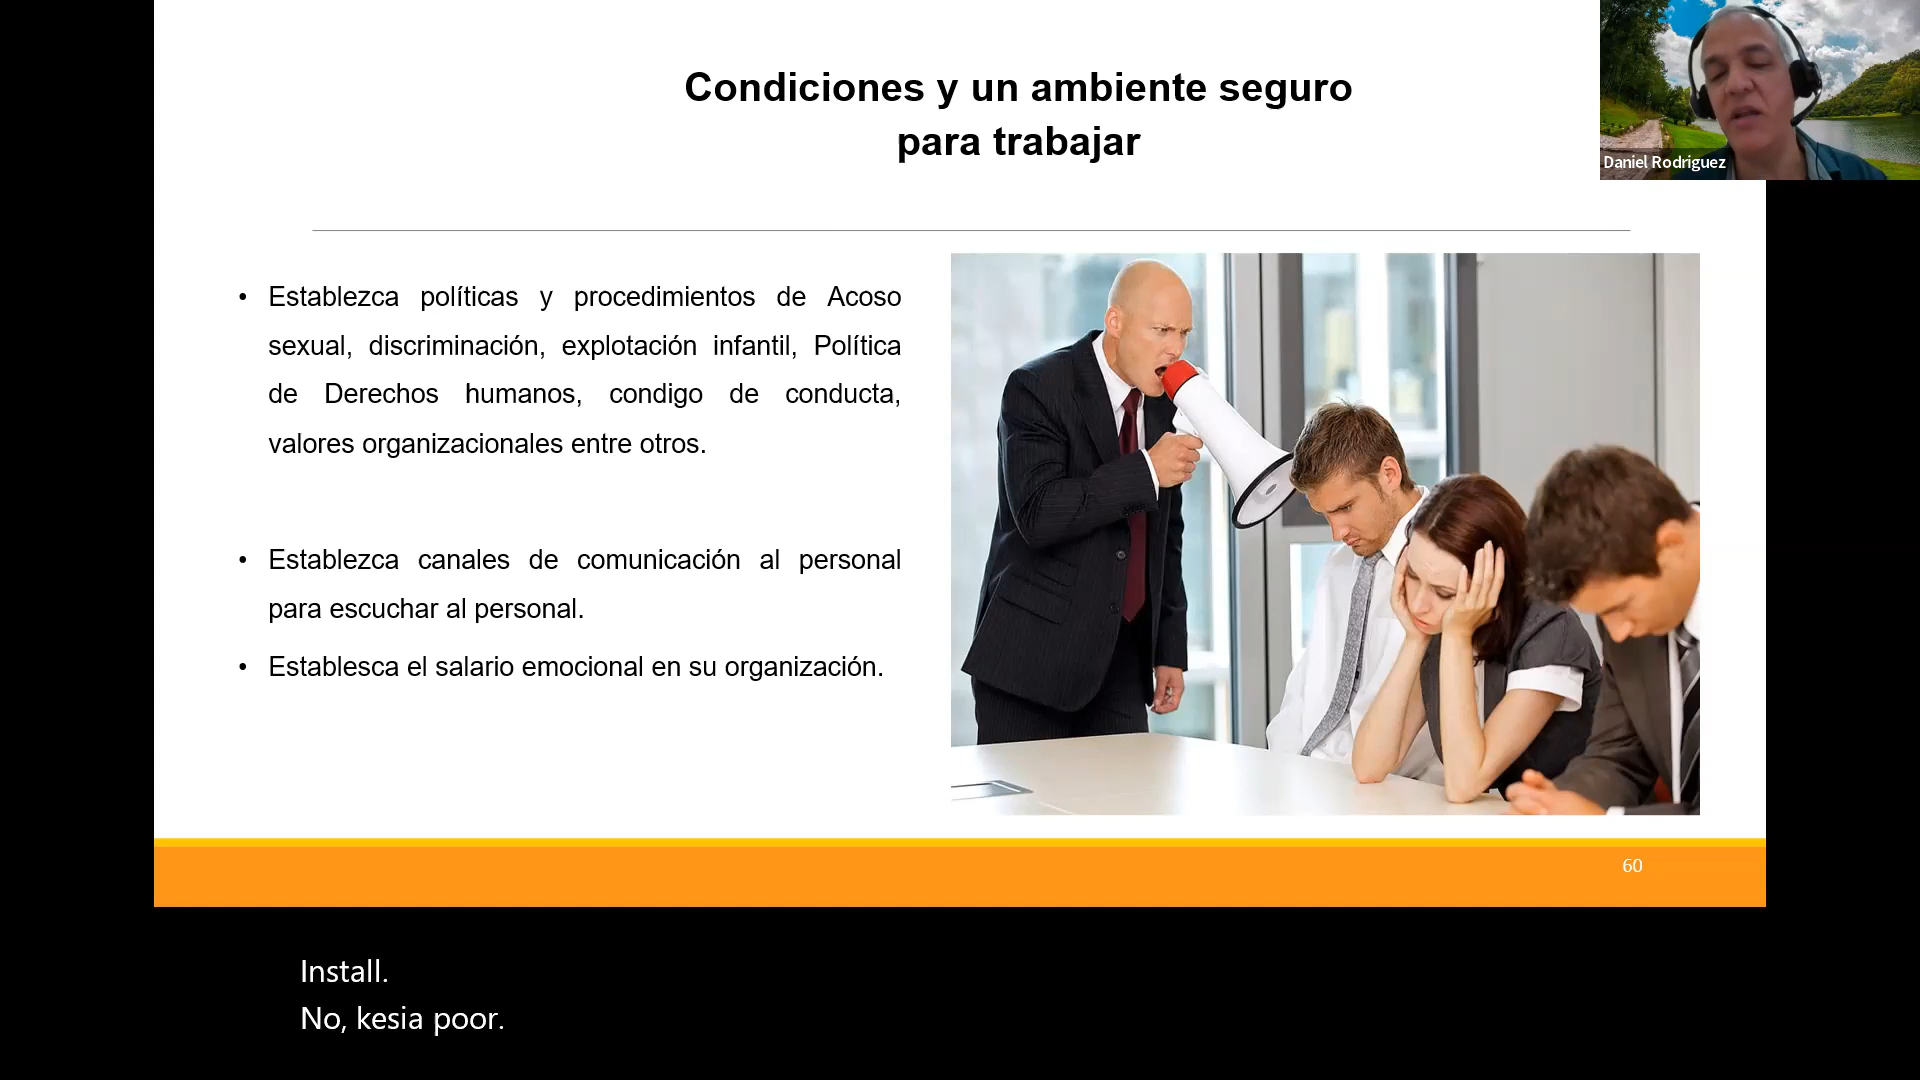 Condiciones y un ambiente seguro
para trabajar
Daniel Rodriguez
• Establezca políticas y procedimientos de Acoso
sexual, discriminación, explotación infantil, Política
de Derechos humanos, condigo de conducta,
valores organizacionales entre otros.
• Establezca canales de comunicación al personal
para escuchar al personal.
• Establesca el salario emocional en su organización.
60
Install.
No, kesia poor.